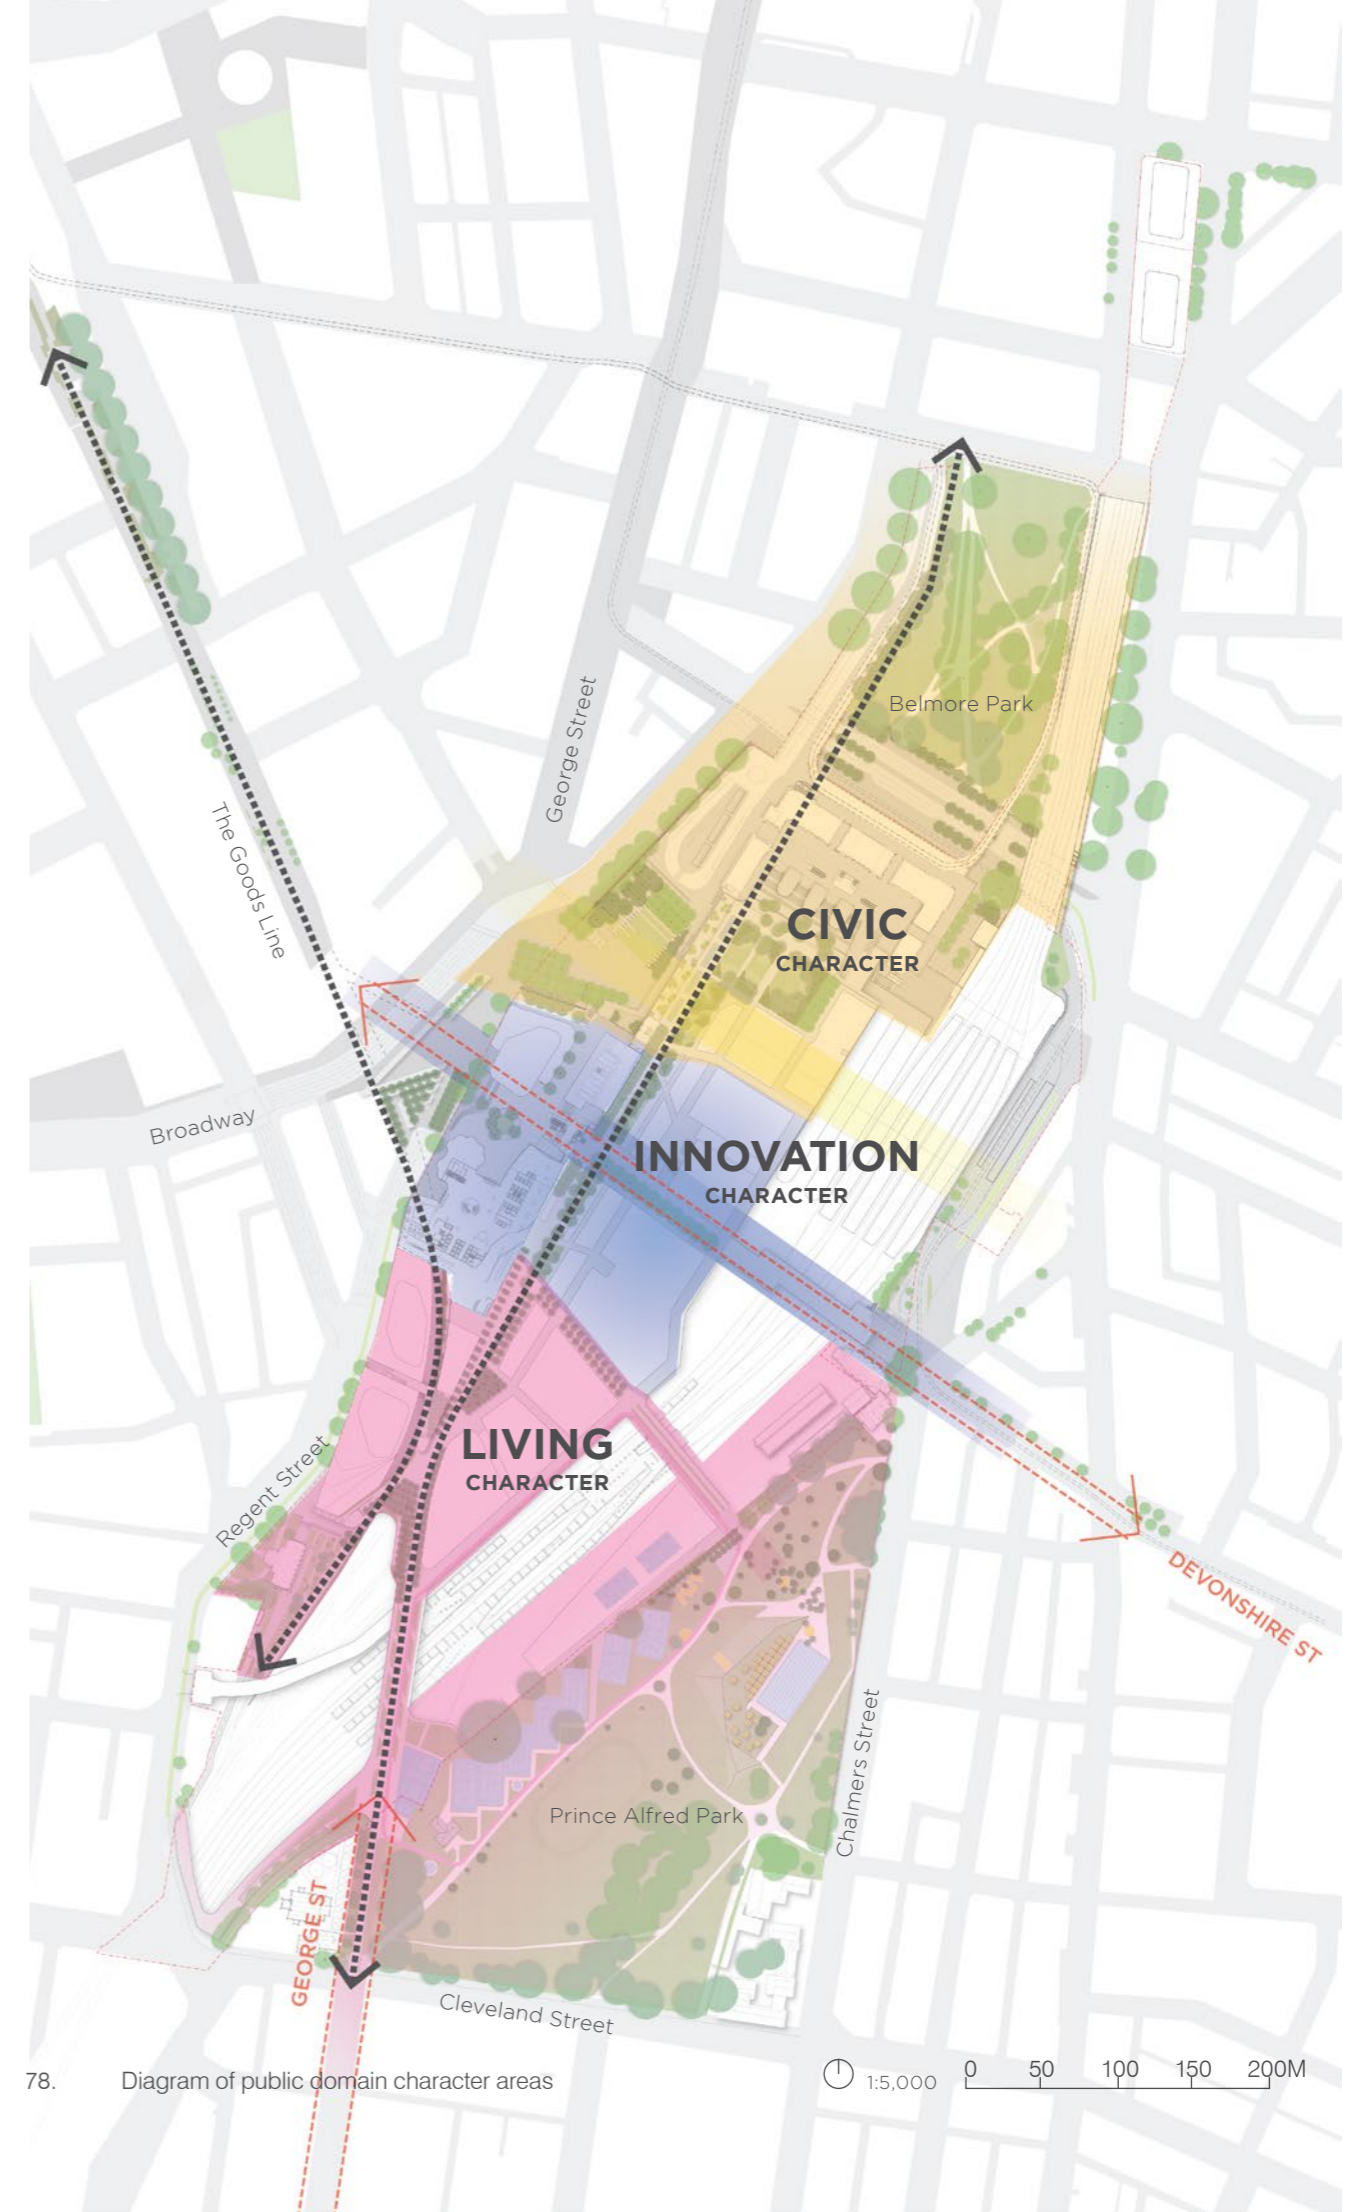 Belmore Park
George Street
The Goods Line
CIVIC
CHARACTER
Broadway
INNOVATION
CHARACTER
LIVING
CHARACTER
Regent Street
DEVONSHIRE ST
Chalmers Street
Prince Alfred Park
GEORGE ST
Cleveland Street
78. Diagram of public domain character areas
1:5,000
0 50 100 150 200M